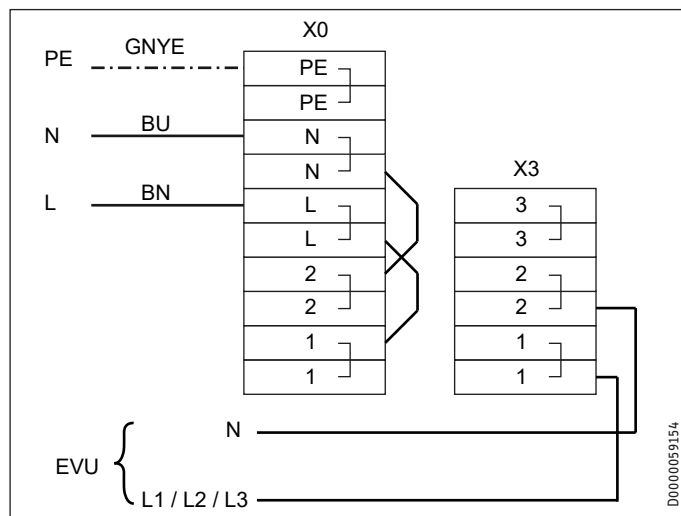 X0
PE GNYE PE
PE
N BU N
N
X3
L BN L
L
2
2
1
1
3
3
2
2
1
1
N
EVU
L1 / L2 / L3
D0000059154